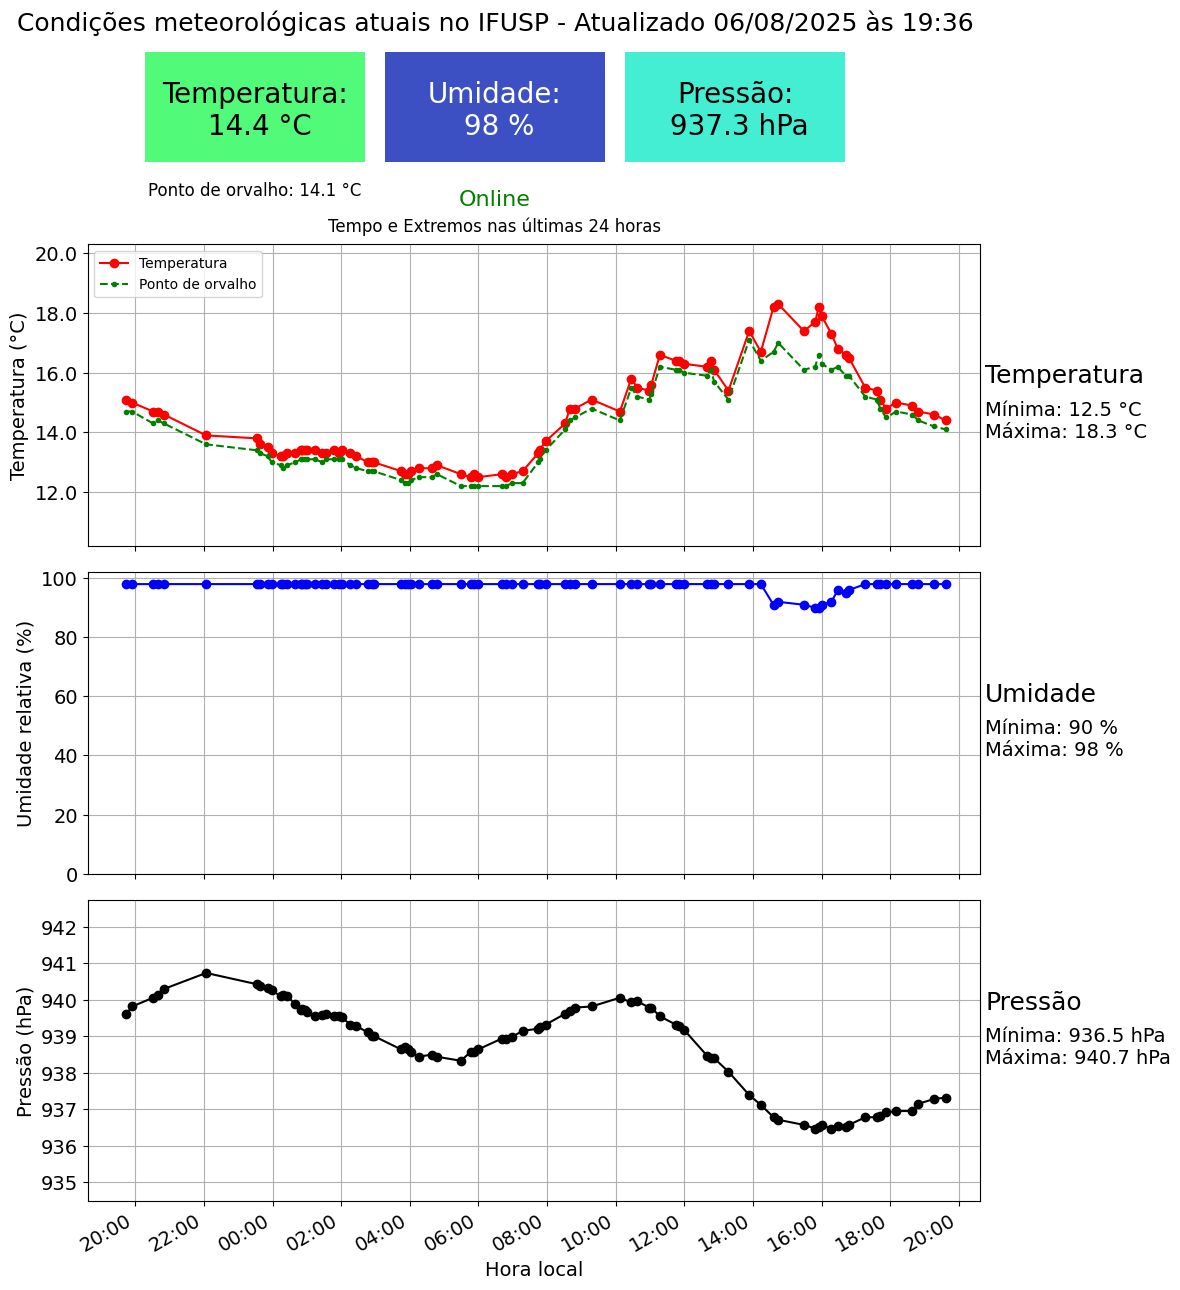 Condições meteorológicas atuais no IFUSP - Atualizado 06/08/2025 às 19:36
Temperatura:
14.4 °C
Umidade:
98 %
Pressão:
937.3 hPa
Ponto de orvalho: 14.1 °C
Online
Tempo e Extremos nas últimas 24 horas
Temperatura
Ponto de orvalho
Temperatura (°C)
20.0
18.0
16.0
14.0
12.0
Temperatura
Mínima: 12.5 °C
Máxima: 18.3 °C
Umidade relativa (%)
100
80
60
40
20
0
Umidade
Mínima: 90 %
Máxima: 98 %
Pressão (hPa)
942
941
940
939
938
937
936
935
Pressão
Mínima: 936.5 hPa
Máxima: 940.7 hPa
20:00
22:00
00:00
02:00
04:00
06:00
08:00
10:00
12:00
14:00
16:00
18:00
20:00
Hora local